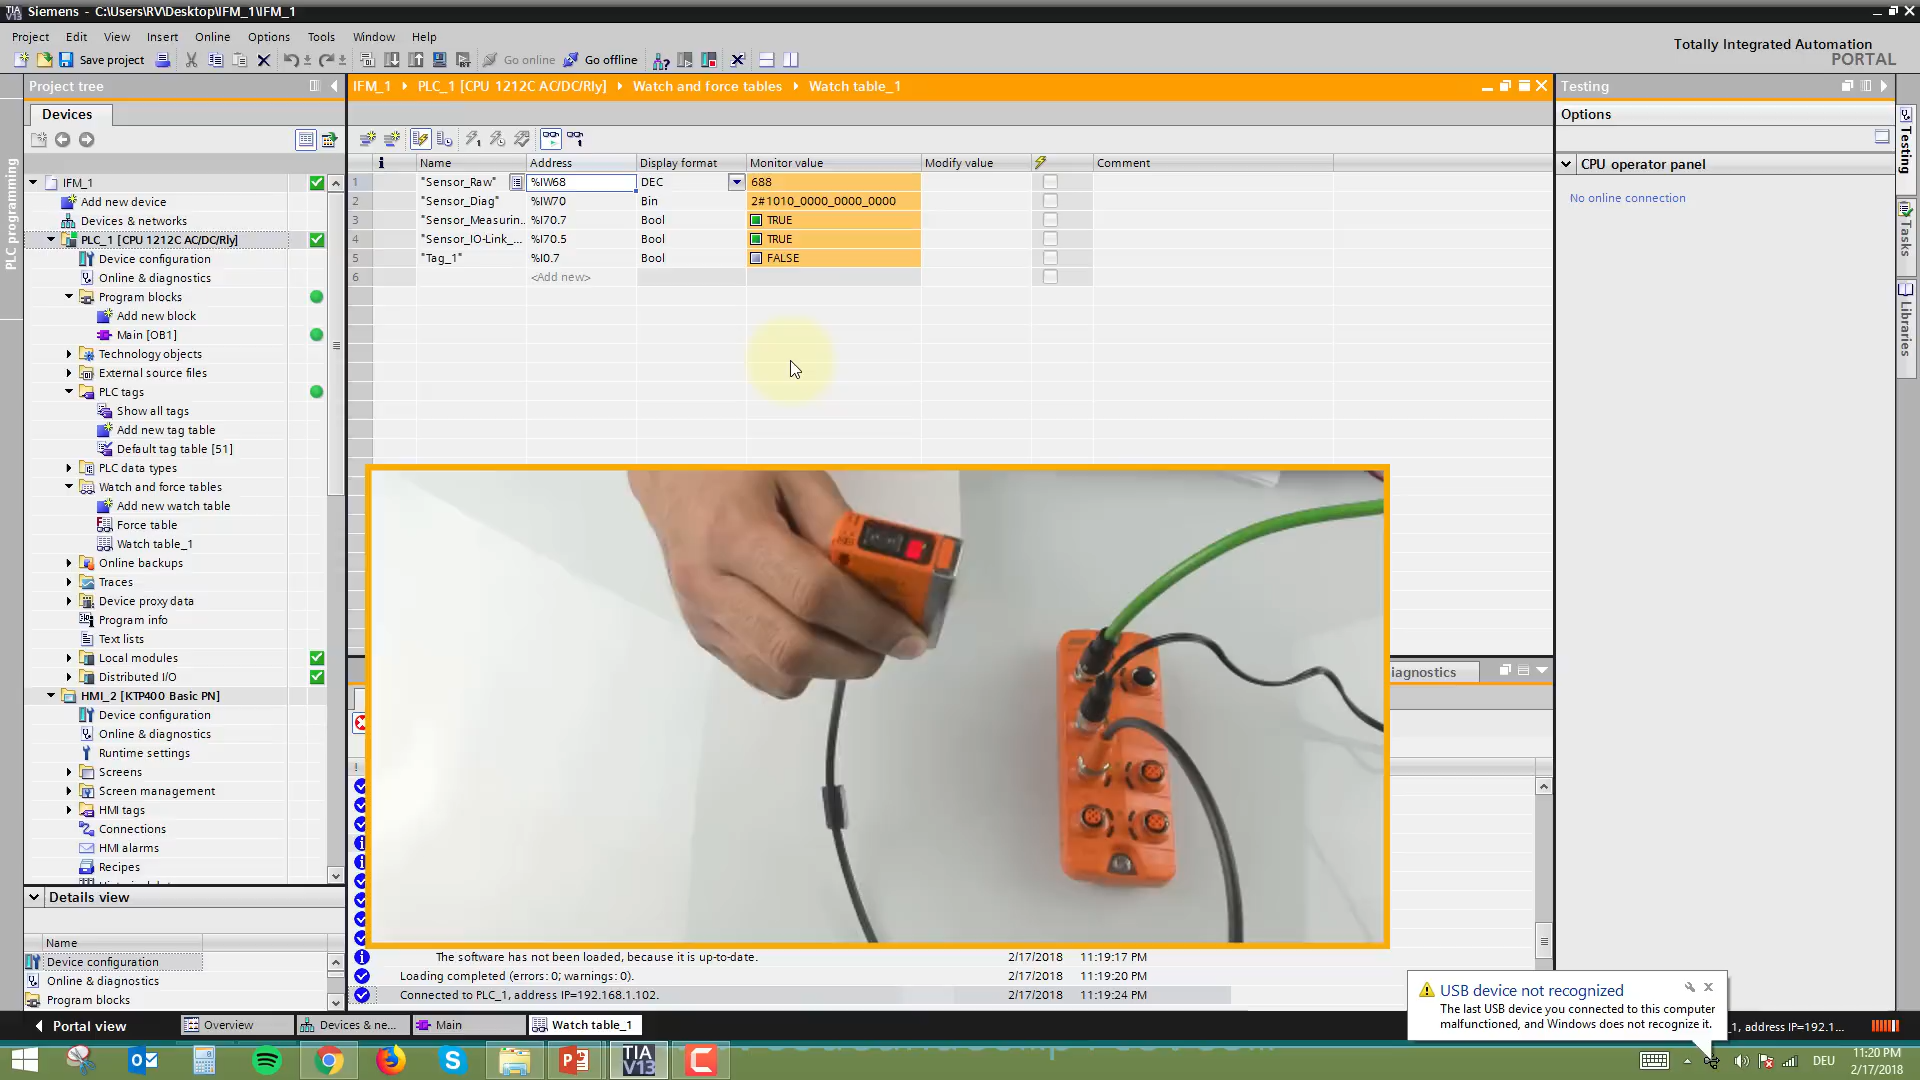 Siemens - C:\Users\RV\Desktop\IFM_1\IFM_1
Project Edit View Insert Online Options Tools Window Help
Save project Go online Go offline
Totally Integrated Automation
PORTAL
Project tree
IFM_1 PLC_1 [CPU 1212C AC/DC/Rly] Watch and force tables Watch table_1
Testing
Devices
Options
PLC programming
Testing
Tasks
Libraries
i Name Address Display format Monitor value Modify value Comment
1 "Sensor_Raw" %IW68 DEC 688
2 "Sensor_Diag" %IW70 Bin 2#1010_0000_0000_0000
3 "Sensor_Measurin.. %I70.7 Bool TRUE
4 "Sensor_IO-Link_... %I70.5 Bool TRUE
5 "Tag_1" %I0.7 Bool FALSE
6 <Add new>
CPU operator panel
No online connection
IFM_1
Add new device
Devices & networks
PLC_1 [CPU 1212C AC/DC/Rly]
Device configuration
Online & diagnostics
Program blocks
Add new block
Main [OB1]
Technology objects
External source files
PLC tags
Show all tags
Add new tag table
Default tag table [51]
PLC data types
Watch and force tables
Add new watch table
Force table
Watch table_1
Online backups
Traces
Device proxy data
Program info
Text lists
Local modules
Distributed I/O
HMI_2 [KTP400 Basic PN]
Device configuration
Online & diagnostics
Runtime settings
Screens
Screen management
HMI tags
Connections
HMI alarms
Recipes
iagnostics
Details view
Name
Device configuration
Online & diagnostics
Program blocks
!
The software has not been loaded, because it is up-to-date. 2/17/2018 11:19:17 PM
Loading completed (errors: 0; warnings: 0). 2/17/2018 11:19:20 PM
Connected to PLC_1, address IP=192.168.1.102. 2/17/2018 11:19:24 PM
USB device not recognized
The last USB device you connected to this computer
malfunctioned, and Windows does not recognize it.
Portal view Overview Devices & ne... Main Watch table_1
_1, address IP=192.1...
TIA
V13
DEU
11:20 PM
2/17/2018